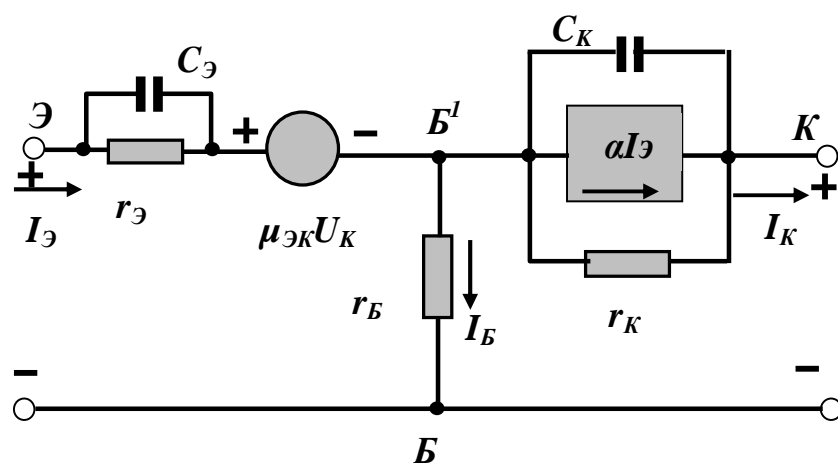 C_К
C_Э
Э
+
−
Б¹
αIэ
К
+
I_Э
r_Э
μ_ЭК U_К
I_К
+
r_Б
I_Б
r_К
−
−
Б